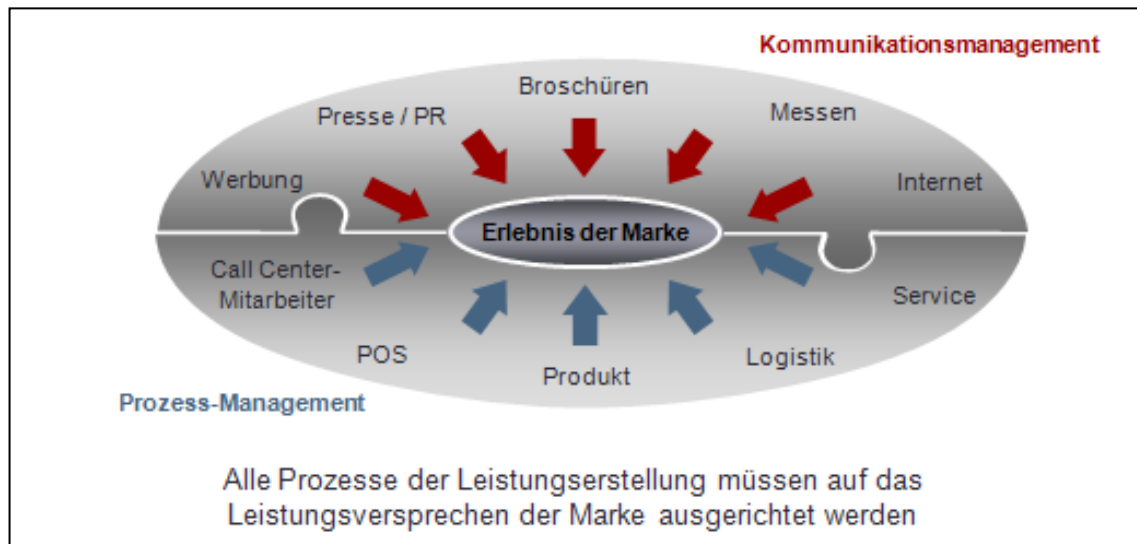 Kommunikationsmanagement
Broschüren
Presse / PR
Messen
Werbung
Internet
Erlebnis der Marke
Call Center-
Mitarbeiter
Service
POS
Produkt
Logistik
Prozess-Management
Alle Prozesse der Leistungserstellung müssen auf das
Leistungsversprechen der Marke ausgerichtet werden